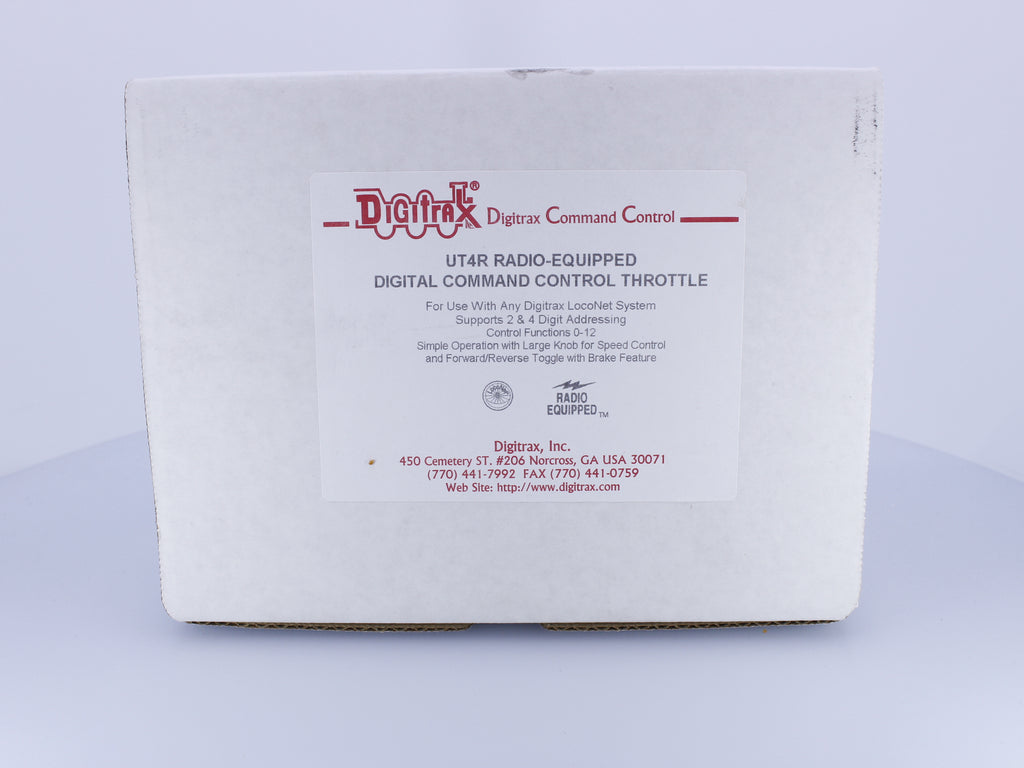 DIGITRAX ® INC. Digitrax Command Control
UT4R RADIO-EQUIPPED
DIGITAL COMMAND CONTROL THROTTLE
For Use With Any Digitrax LocoNet System
Supports 2 & 4 Digit Addressing
Control Functions 0-12
Simple Operation with Large Knob for Speed Control
and Forward/Reverse Toggle with Brake Feature
LocoNet
RADIO
EQUIPPED TM
Digitrax, Inc.
450 Cemetery ST. #206 Norcross, GA USA 30071
(770) 441-7992 FAX (770) 441-0759
Web Site: http://www.digitrax.com